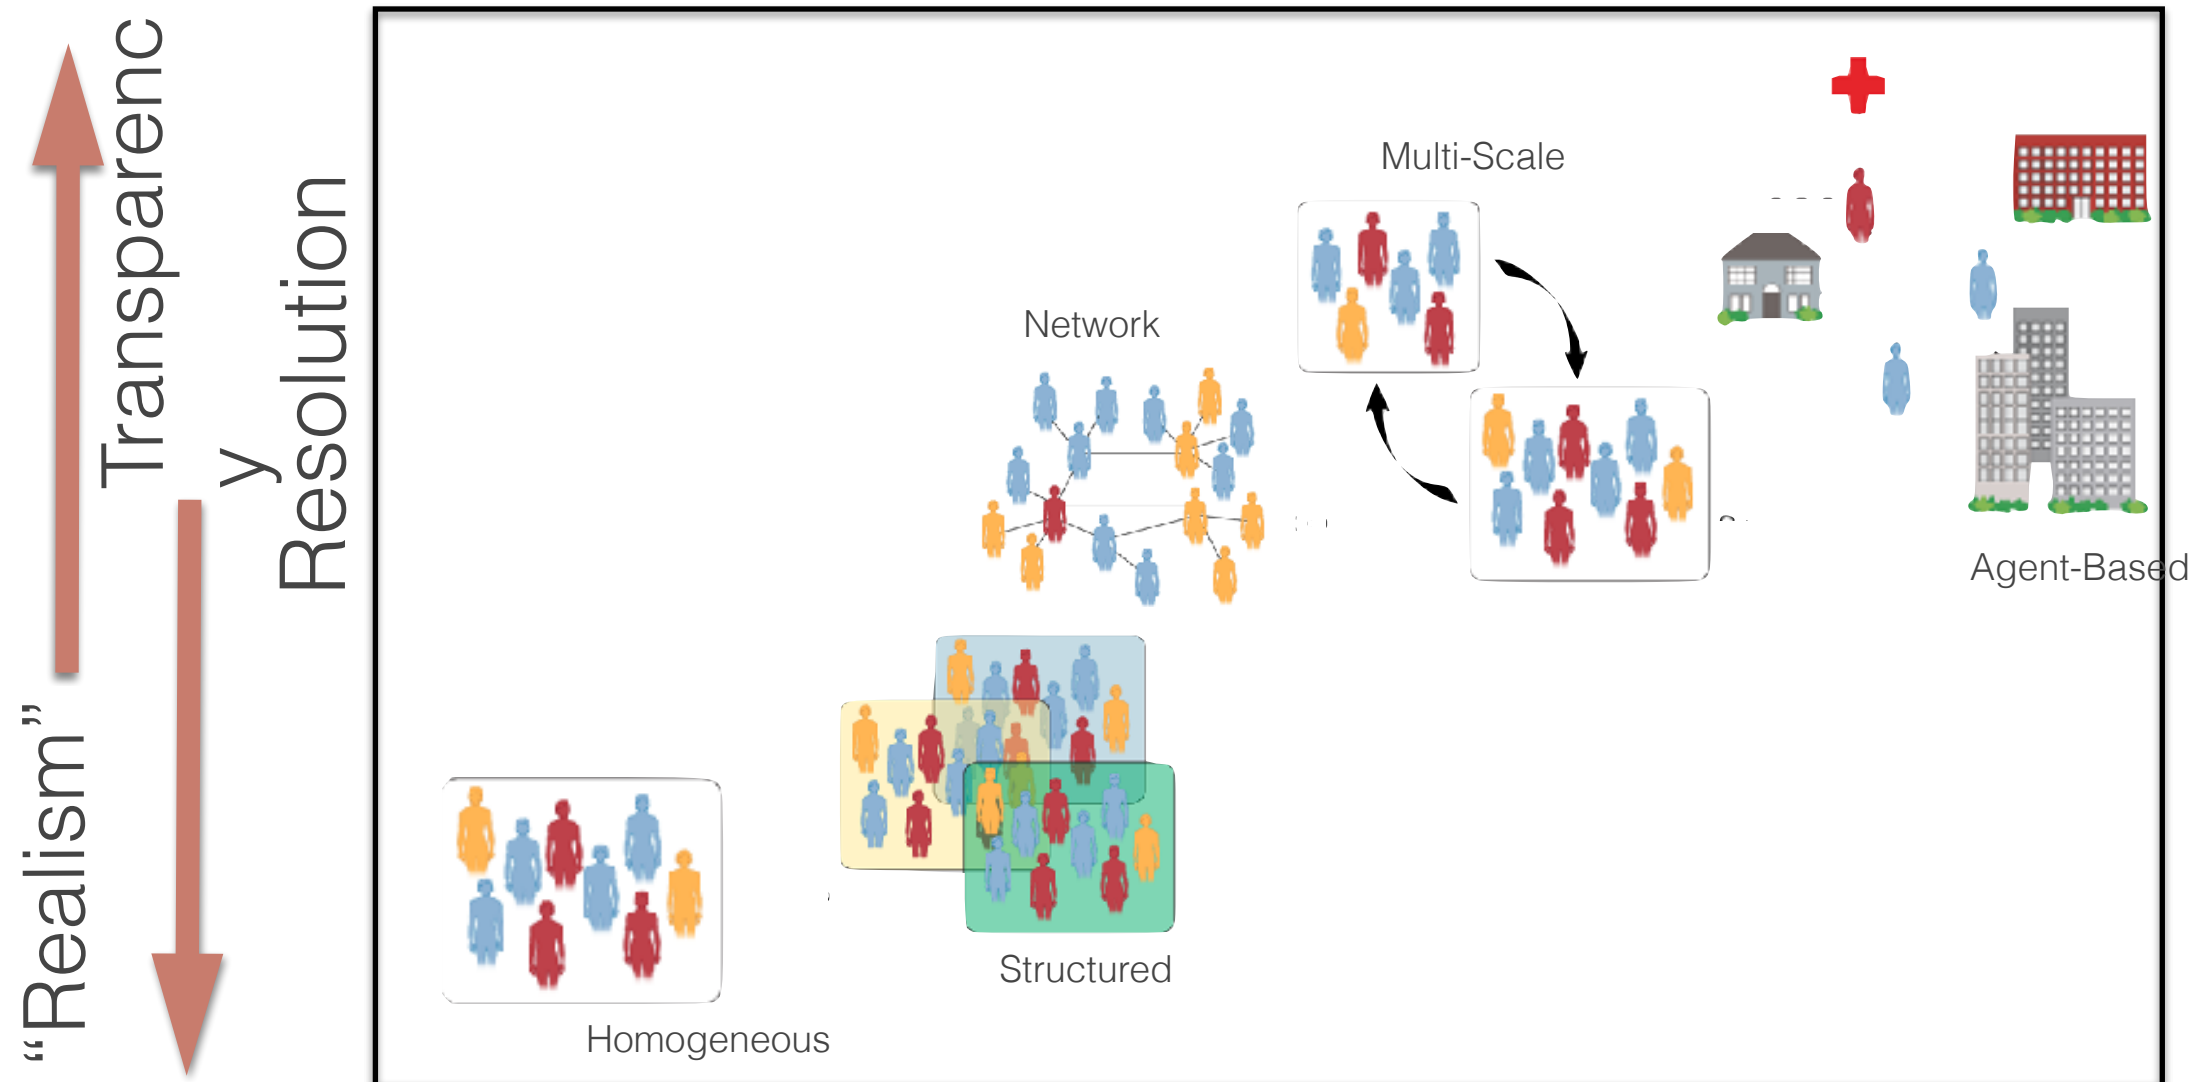 Transparenc
y
Resolution
“Realism”
Multi-Scale
Network
Agent-Based
Structured
Homogeneous